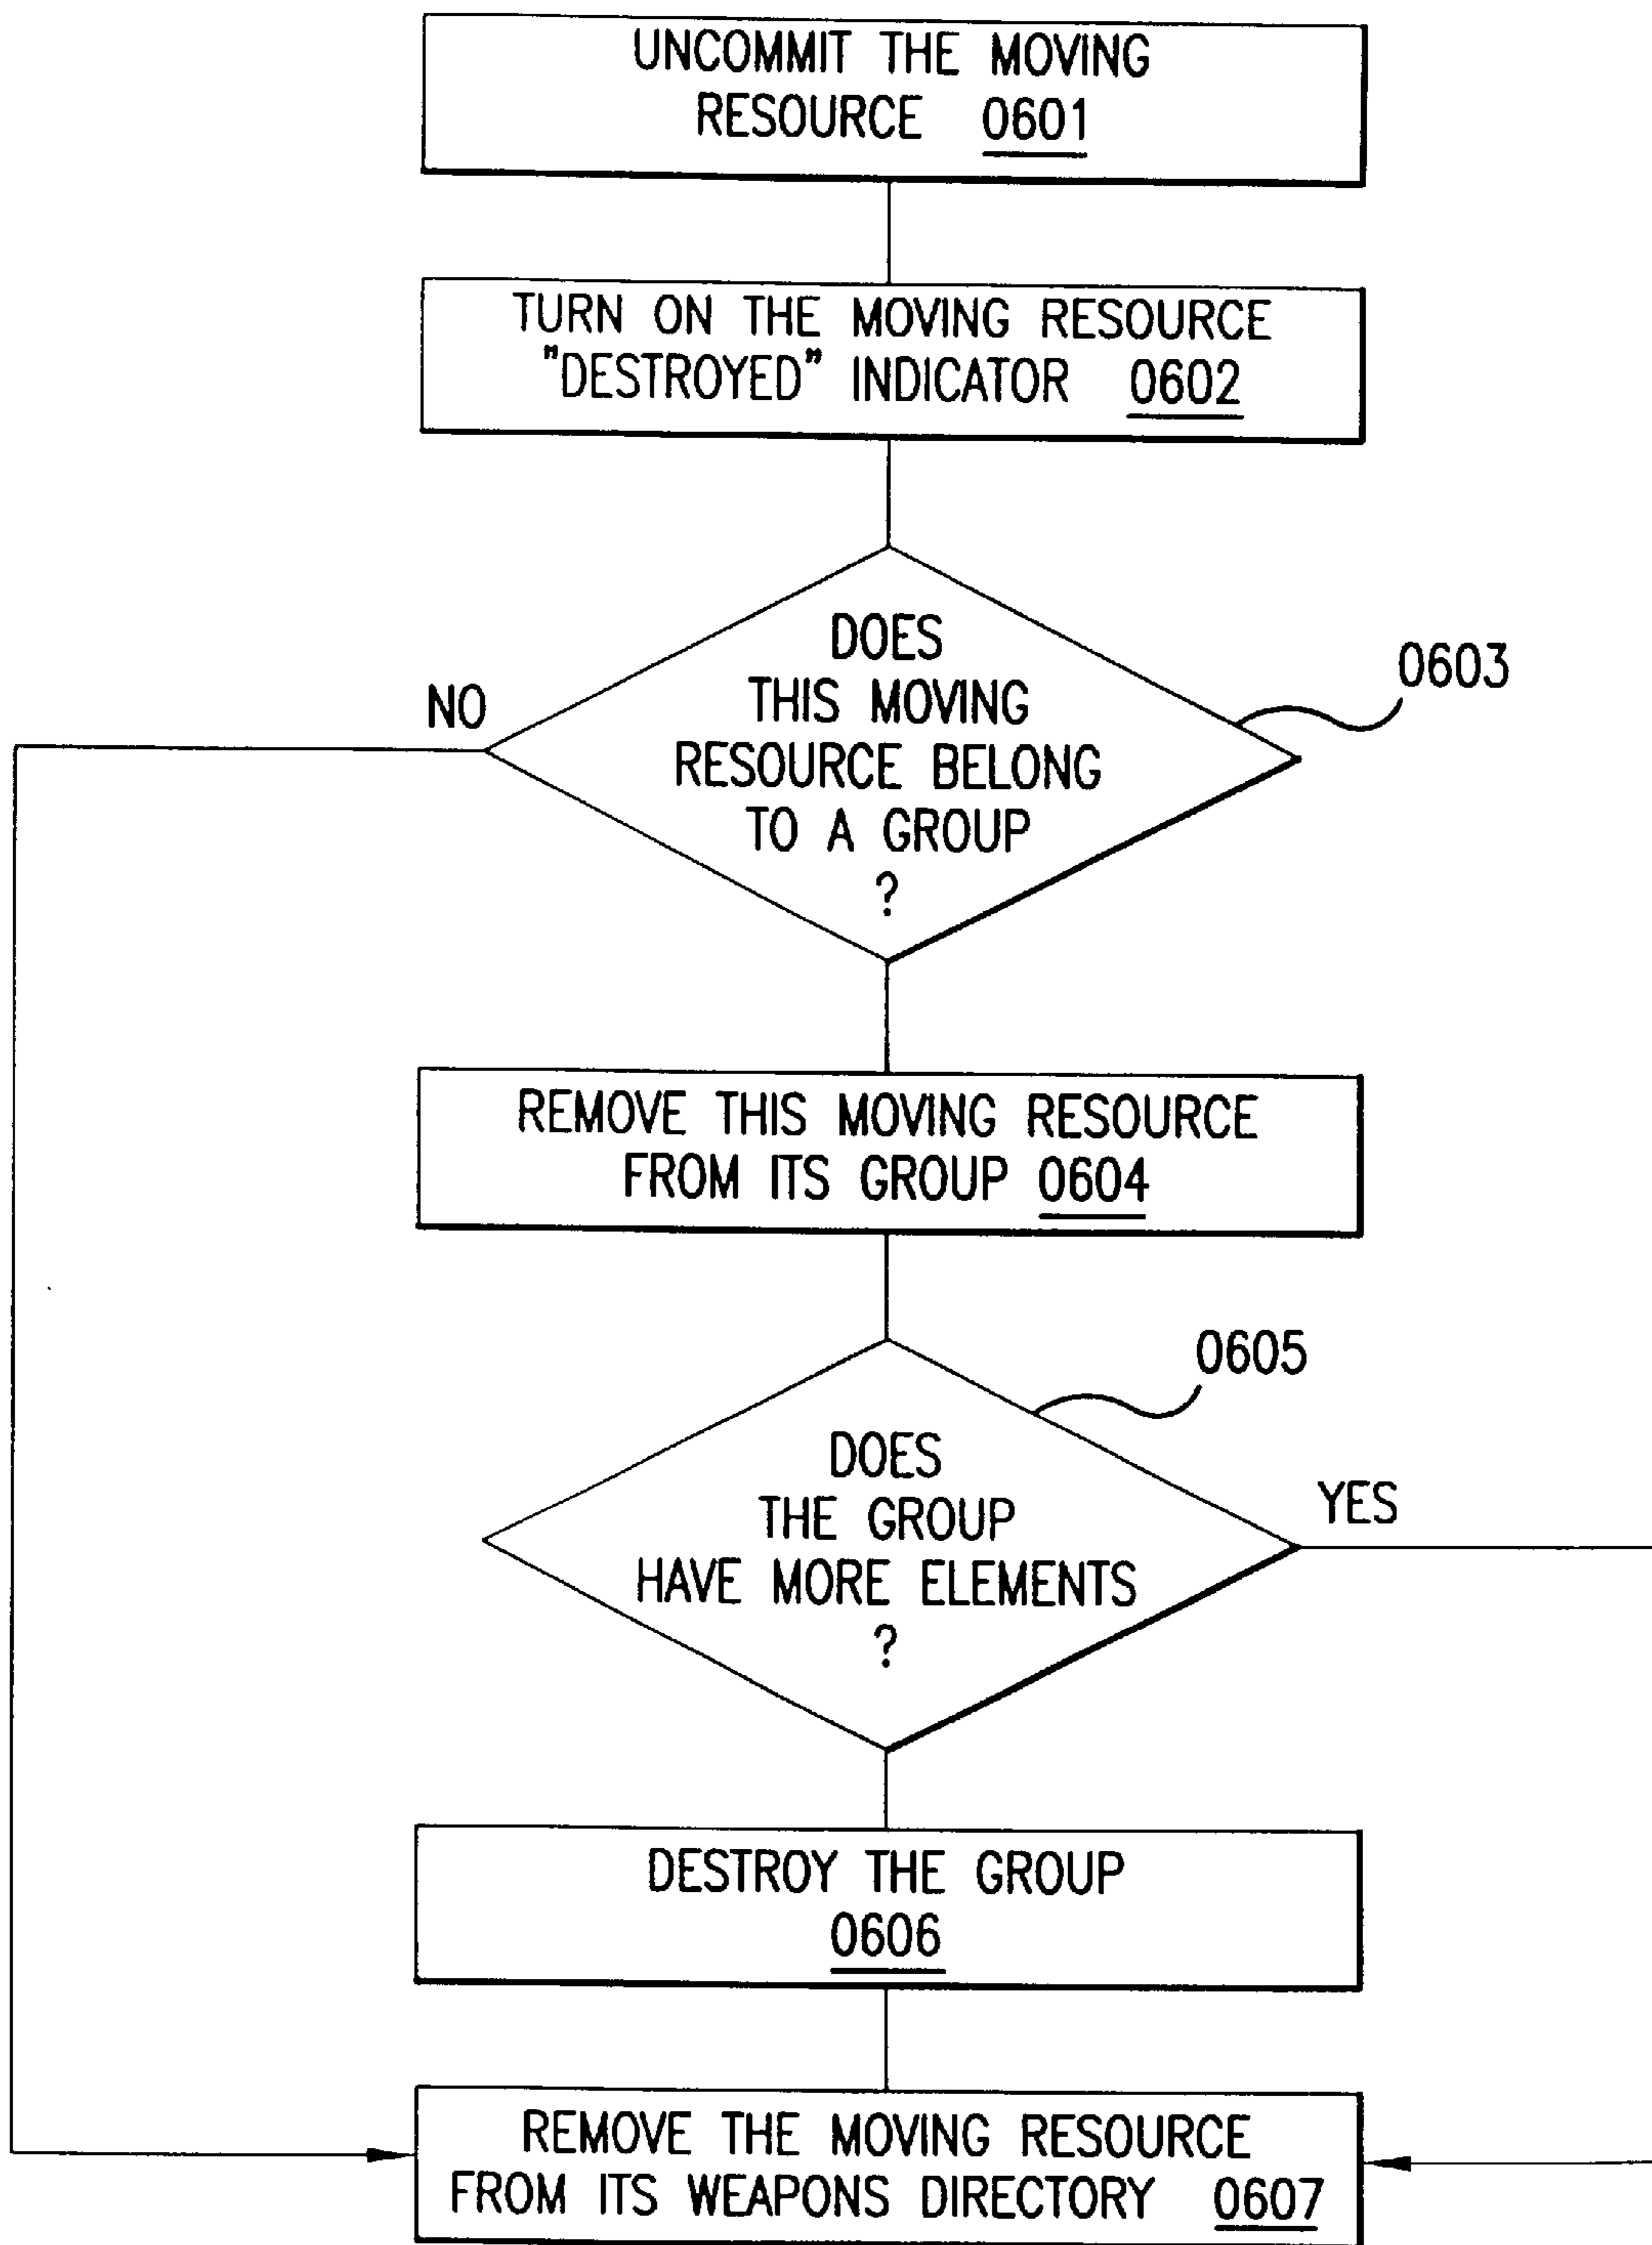 UNCOMMIT THE MOVING
RESOURCE 0601
TURN ON THE MOVING RESOURCE
"DESTROYED" INDICATOR 0602
DOES
THIS MOVING
RESOURCE BELONG
TO A GROUP
?
0603
NO
REMOVE THIS MOVING RESOURCE
FROM ITS GROUP 0604
0605
DOES
THE GROUP
HAVE MORE ELEMENTS
?
YES
DESTROY THE GROUP
0606
REMOVE THE MOVING RESOURCE
FROM ITS WEAPONS DIRECTORY 0607